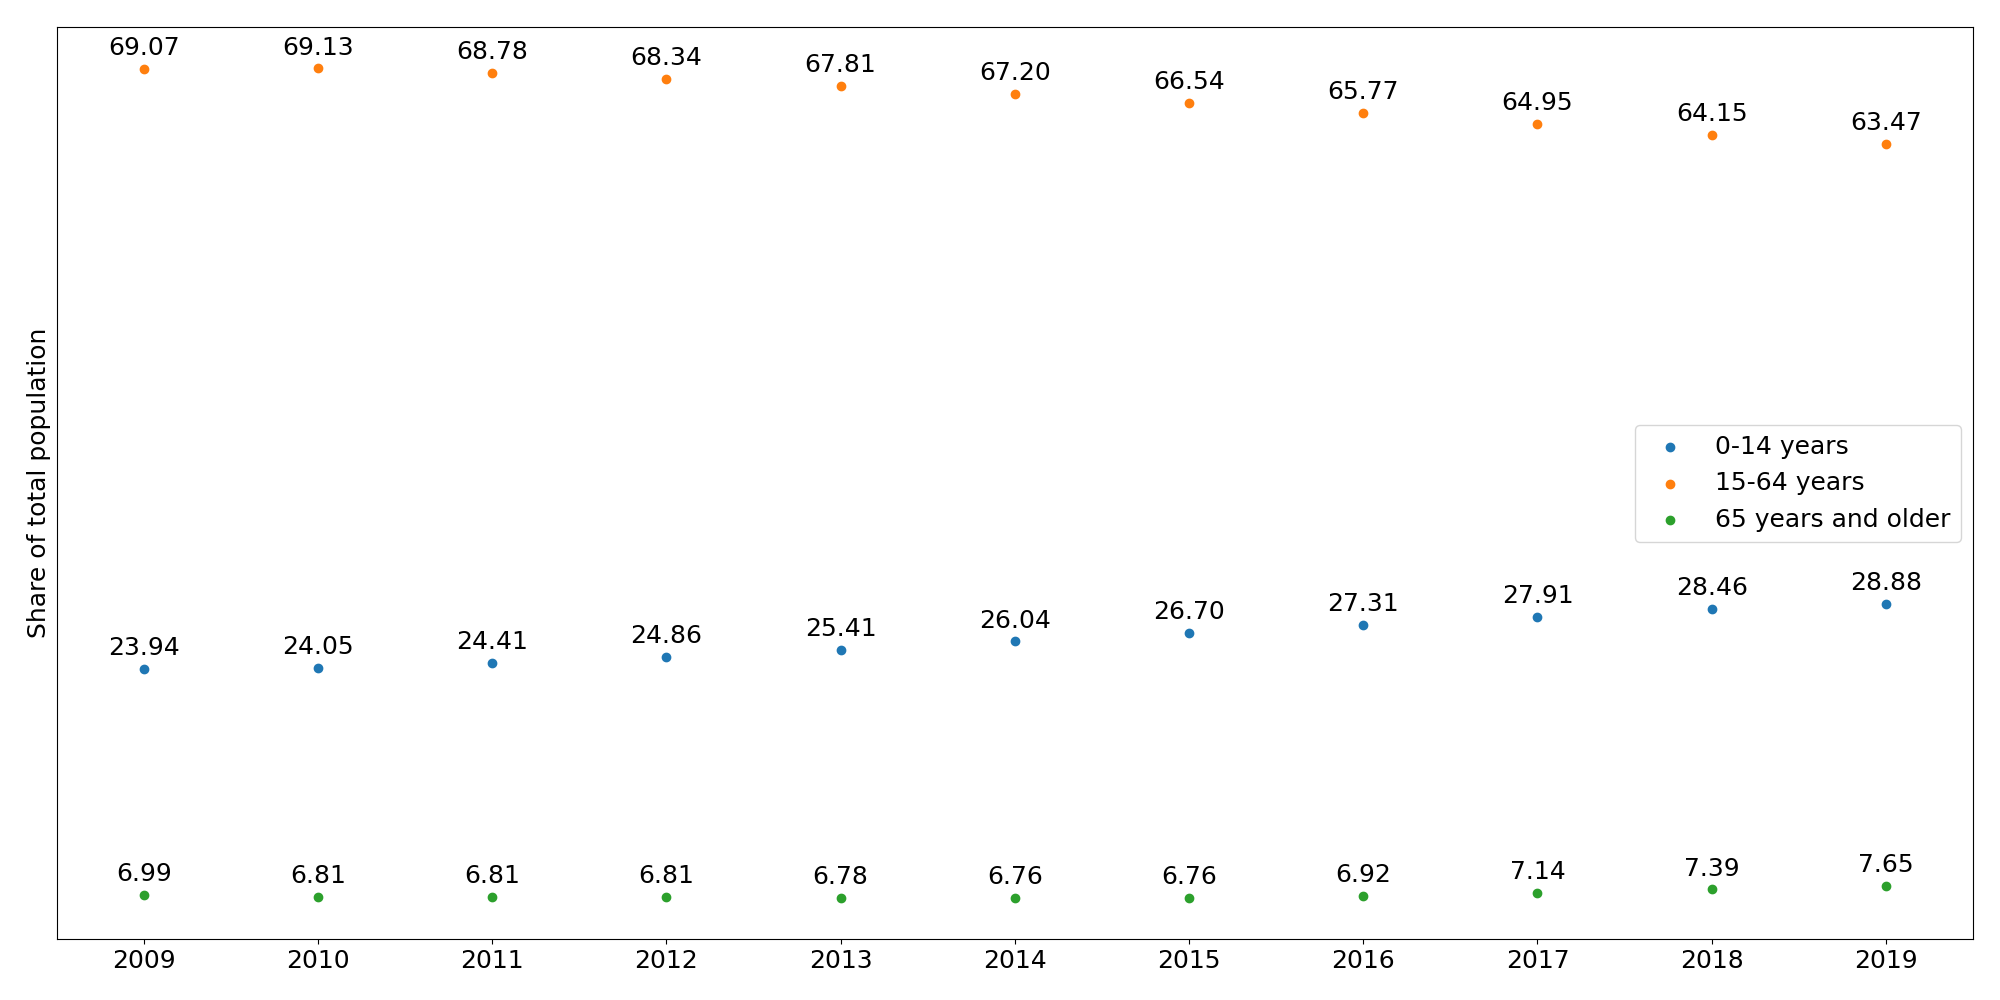 69.07 69.13 68.78 68.34 67.81 67.20 66.54 65.77 64.95 64.15 63.47
Share of total population
0-14 years
15-64 years
65 years and older
23.94 24.05 24.41 24.86 25.41 26.04 26.70 27.31 27.91 28.46 28.88
6.99 6.81 6.81 6.81 6.78 6.76 6.76 6.92 7.14 7.39 7.65
2009 2010 2011 2012 2013 2014 2015 2016 2017 2018 2019